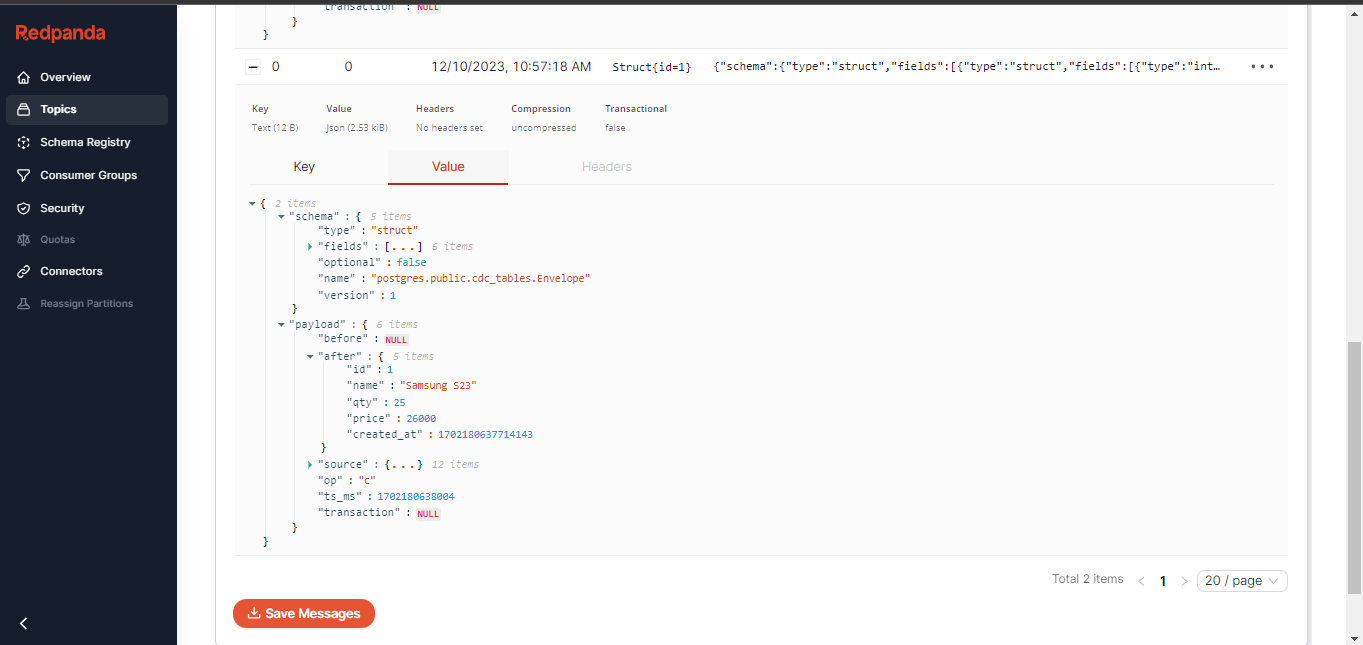 Redpanda
Overview
Topics
Schema Registry
Consumer Groups
Security
Quotas
Connectors
Reassign Partitions
transaction" : NULL
}
}
0 0 12/10/2023, 10:57:18 AM Struct{id=1} {"schema":{"type":"struct","fields":[{"type":"struct","fields":[{"type":"int…
Key Value Headers Compression Transactional
Text (12 B) Json (2.53 kiB) No headers set uncompressed false
Key Value Headers
{ 2 items
"schema" : { 5 items
"type" : "struct"
"fields" : [...] 6 items
"optional" : false
"name" : "postgres.public.cdc_tables.Envelope"
"version" : 1
}
"payload" : { 6 items
"before" : NULL
"after" : { 5 items
"id" : 1
"name" : "Samsung S23"
"qty" : 25
"price" : 26000
"created_at" : 1702180637714143
}
"source" : {...} 12 items
"op" : "c"
"ts_ms" : 1702180638004
"transaction" : NULL
}
}
Total 2 items < 1 > 20 / page
Save Messages